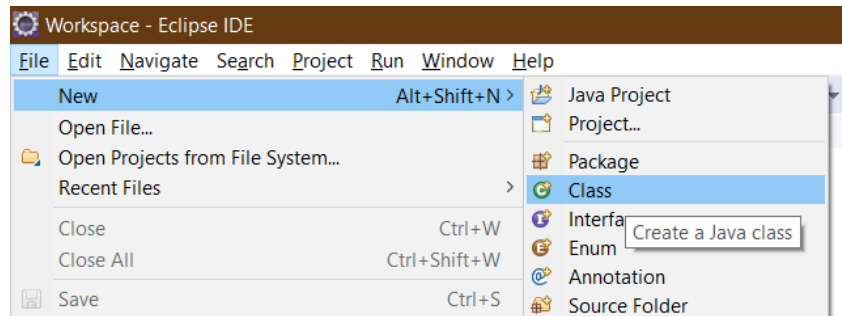 Workspace - Eclipse IDE
File Edit Navigate Search Project Run Window Help
New Alt+Shift+N >
Open File...
Open Projects from File System...
Recent Files >
Close Ctrl+W
Close All Ctrl+Shift+W
Save Ctrl+S
Java Project
Project...
Package
Class
Interfa
Create a Java class
Enum
Annotation
Source Folder